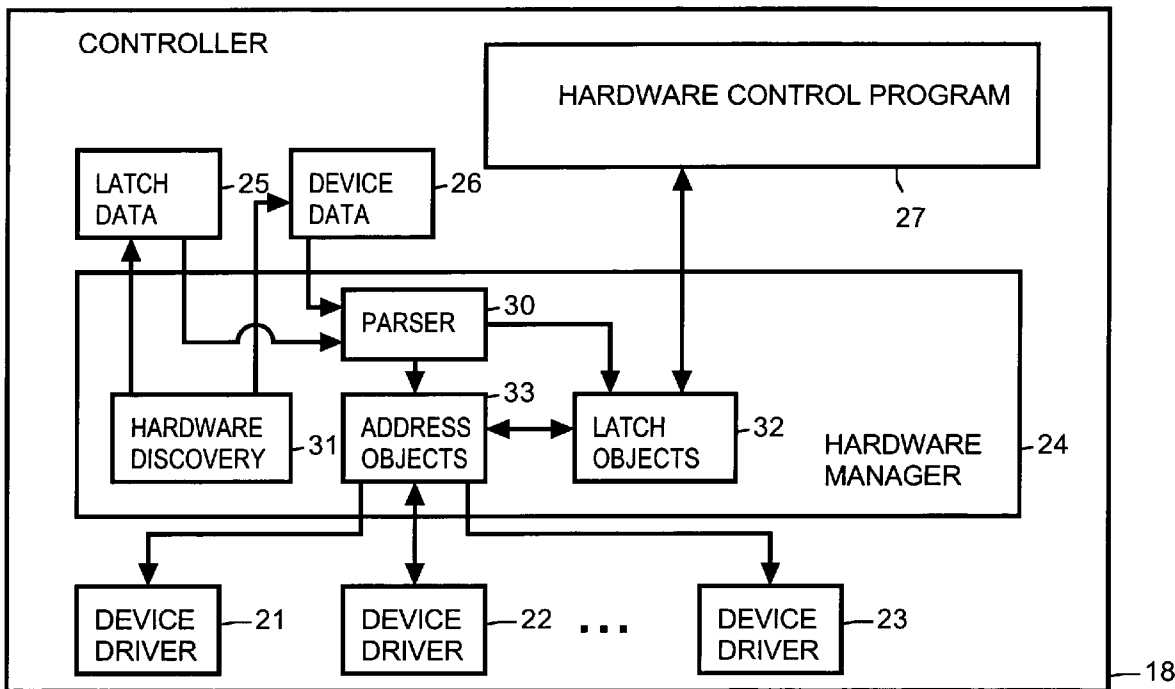 CONTROLLER
HARDWARE CONTROL PROGRAM
27
LATCH
DATA
25
DEVICE
DATA
26
PARSER
30
HARDWARE
DISCOVERY
31
ADDRESS
OBJECTS
33
LATCH
OBJECTS
32
HARDWARE
MANAGER
24
DEVICE
DRIVER
21
DEVICE
DRIVER
22
...
DEVICE
DRIVER
23
18